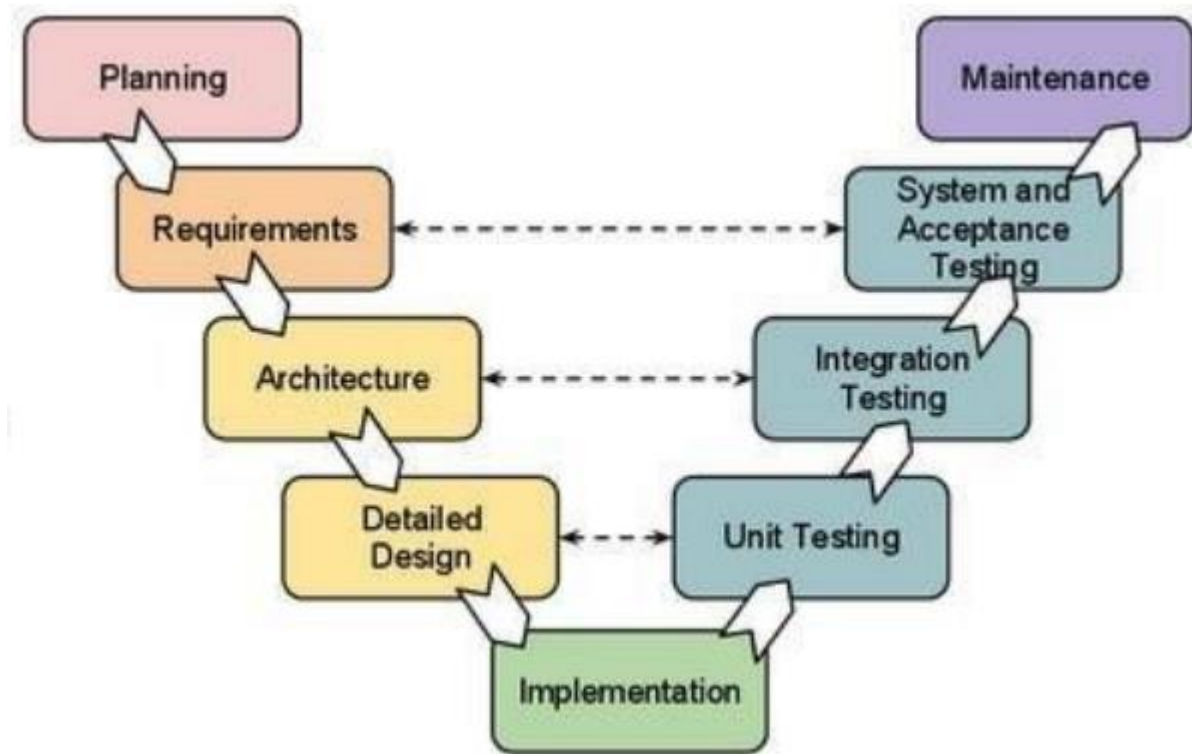 Planning
Maintenance
Requirements
System and
Acceptance
Testing
Architecture
Integration
Testing
Detailed
Design
Unit Testing
Implementation